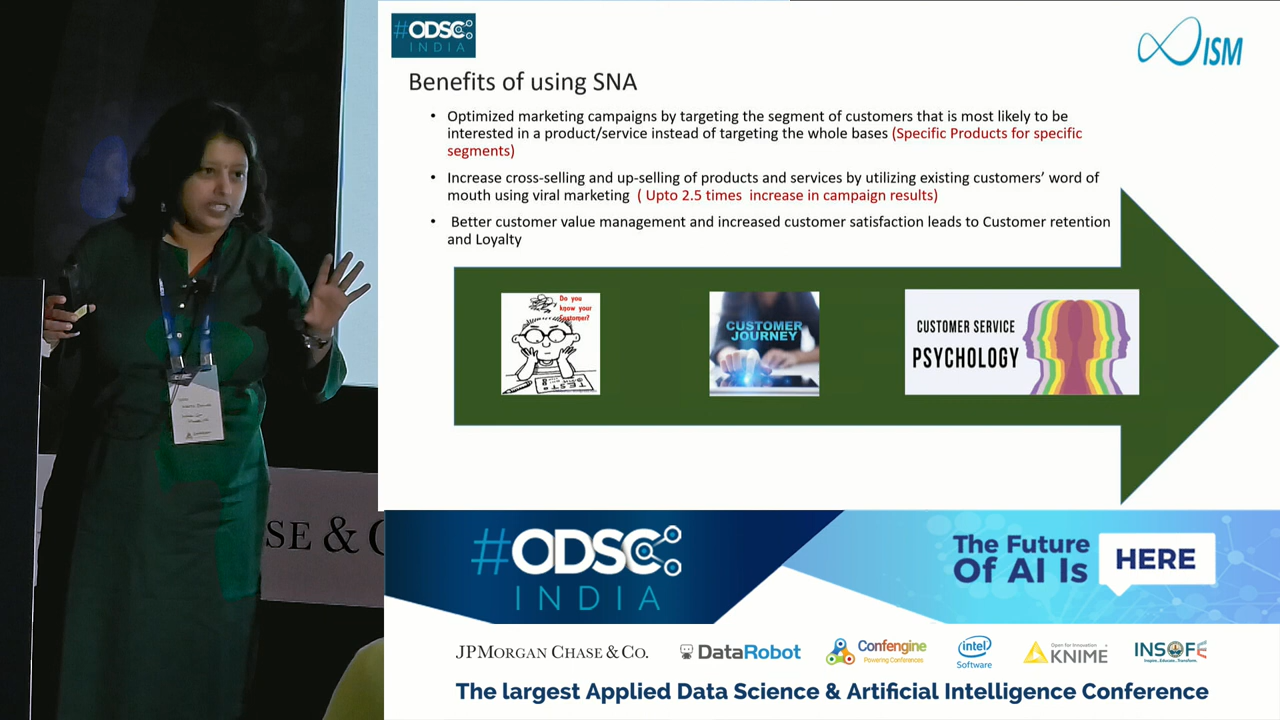 #ODSC
INDIA
ISM
Benefits of using SNA
• Optimized marketing campaigns by targeting the segment of customers that is most likely to be
interested in a product/service instead of targeting the whole bases (Specific Products for specific
segments)
• Increase cross-selling and up-selling of products and services by utilizing existing customers' word of
mouth using viral marketing ( Upto 2.5 times increase in campaign results)
• Better customer value management and increased customer satisfaction leads to Customer retention
and Loyalty
Do you
know your
Customer?
CUSTOMER
JOURNEY
CUSTOMER SERVICE
PSYCHOLOGY
SE & C
#ODSC
INDIA
The Future
Of AI Is
HERE
JPMORGAN CHASE & CO.
DataRobot
Confengine
Powering Conferences
intel
Software
Open for Innovation
KNIME
INSOFE
Inspire...Educate...Transform.
The largest Applied Data Science & Artificial Intelligence Conference